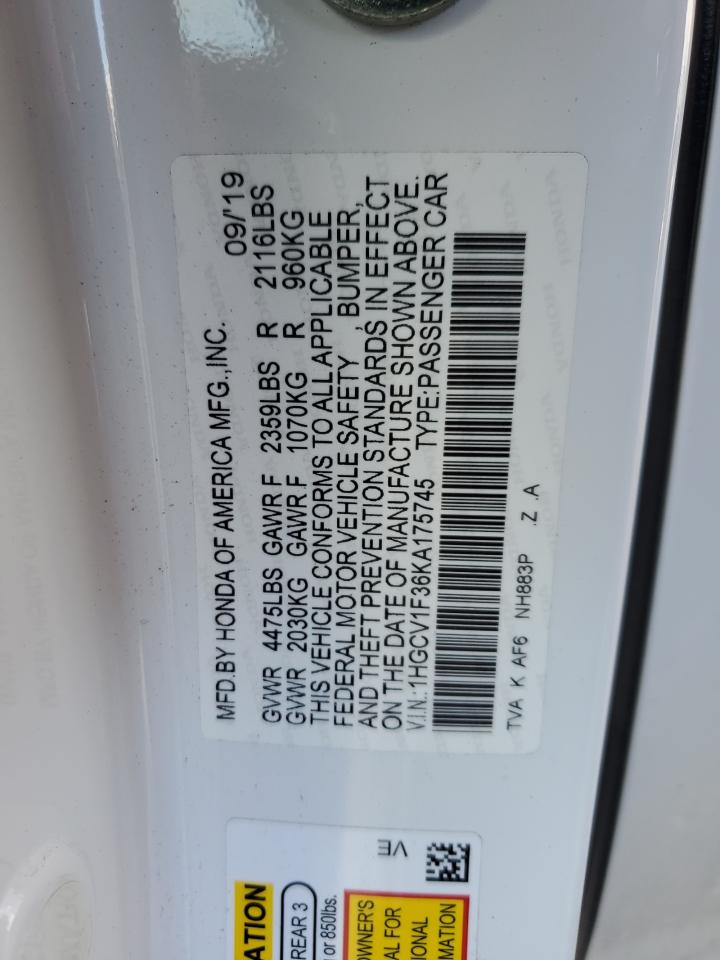 MFD.BY HONDA OF AMERICA MFG.,INC. 09/'19
GVWR 4475LBS GAWR F 2359LBS R 2116LBS
GVWR 2030KG GAWR.F 1070KG R 960KG
THIS VEHICLE CONFORMS TO ALL APPLICABLE
FEDERAL MOTOR VEHICLE SAFETY , BUMPER,
AND THEFT PREVENTION STANDARDS IN EFFECT
ON THE DATE OF MANUFACTURE SHOWN ABOVE.
V.I.N.:1HGCV1F36KA175745 TYPE:PASSENGER CAR
TVA K AF6 NH883P .Z .A
ATION
REAR 3
or 850lbs.
OWNER'S
AL FOR
IONAL
MATION
VE